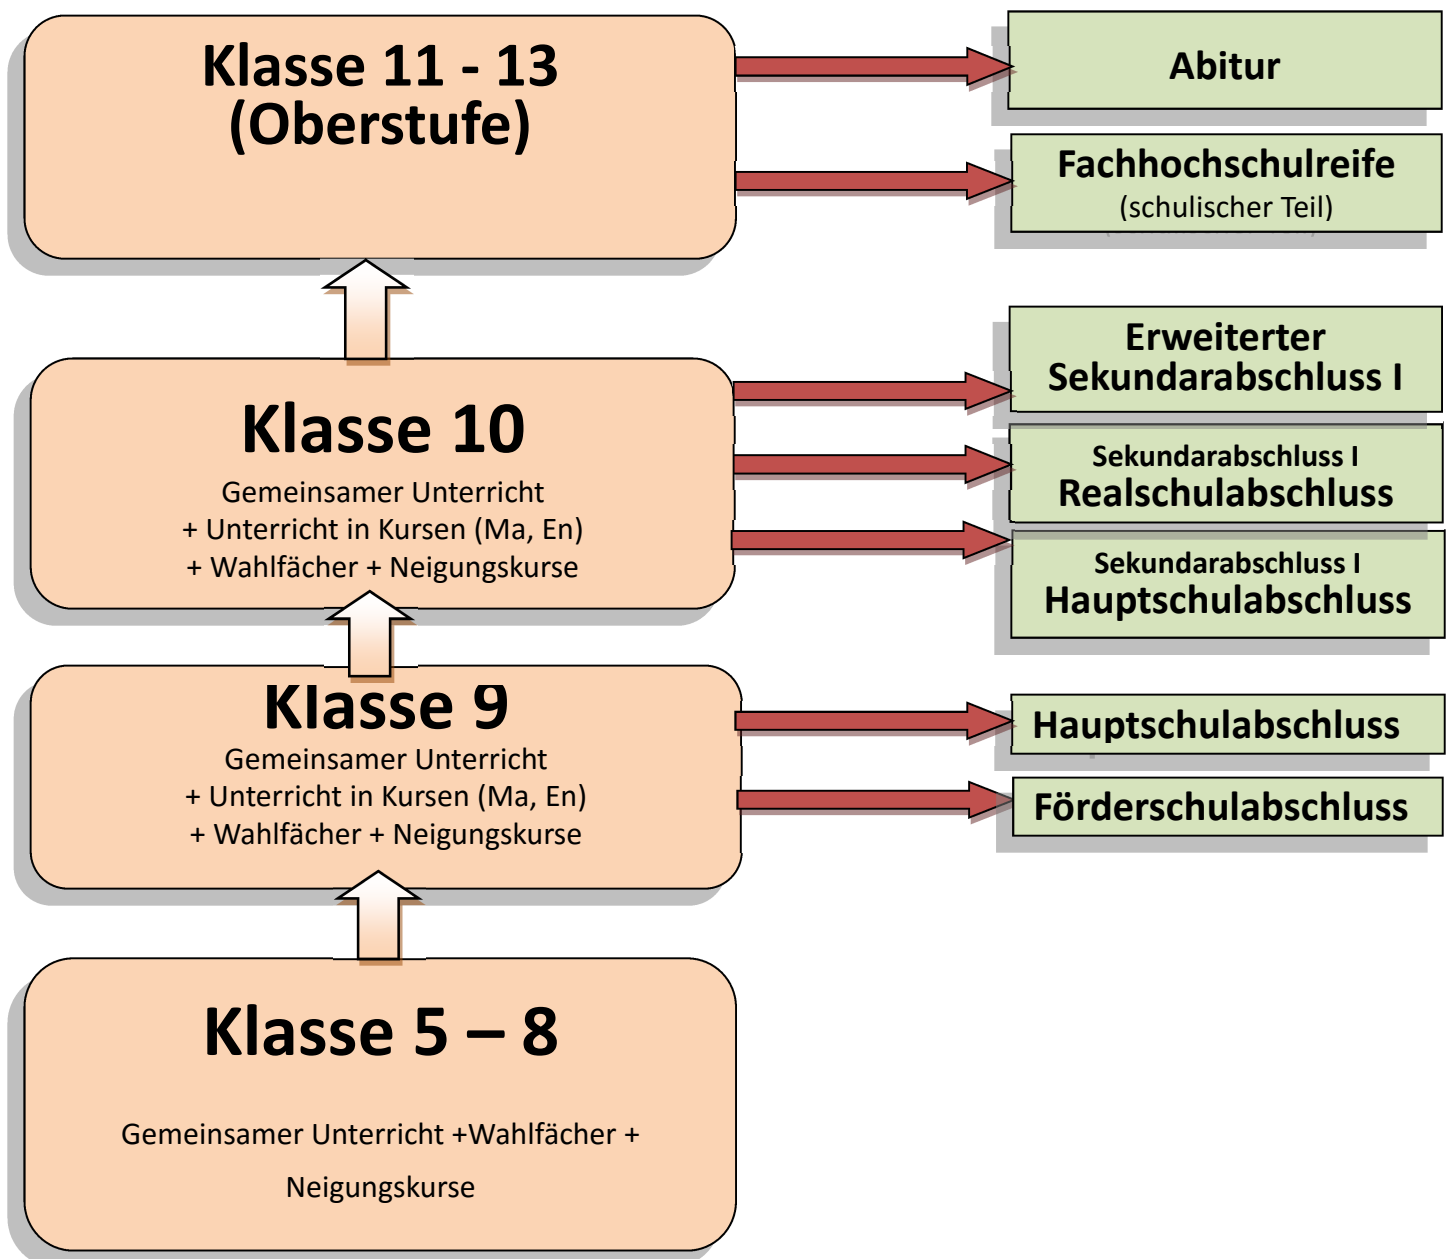 Klasse 11 - 13
(Oberstufe)
Abitur
Fachhochschulreife
(schulischer Teil)
Klasse 10
Gemeinsamer Unterricht
+ Unterricht in Kursen (Ma, En)
+ Wahlfächer + Neigungskurse
Erweiterter
Sekundarabschluss I
Sekundarabschluss I
Realschulabschluss
Sekundarabschluss I
Hauptschulabschluss
Klasse 9
Gemeinsamer Unterricht
+ Unterricht in Kursen (Ma, En)
+ Wahlfächer + Neigungskurse
Hauptschulabschluss
Förderschulabschluss
Klasse 5 – 8
Gemeinsamer Unterricht +Wahlfächer +
Neigungskurse